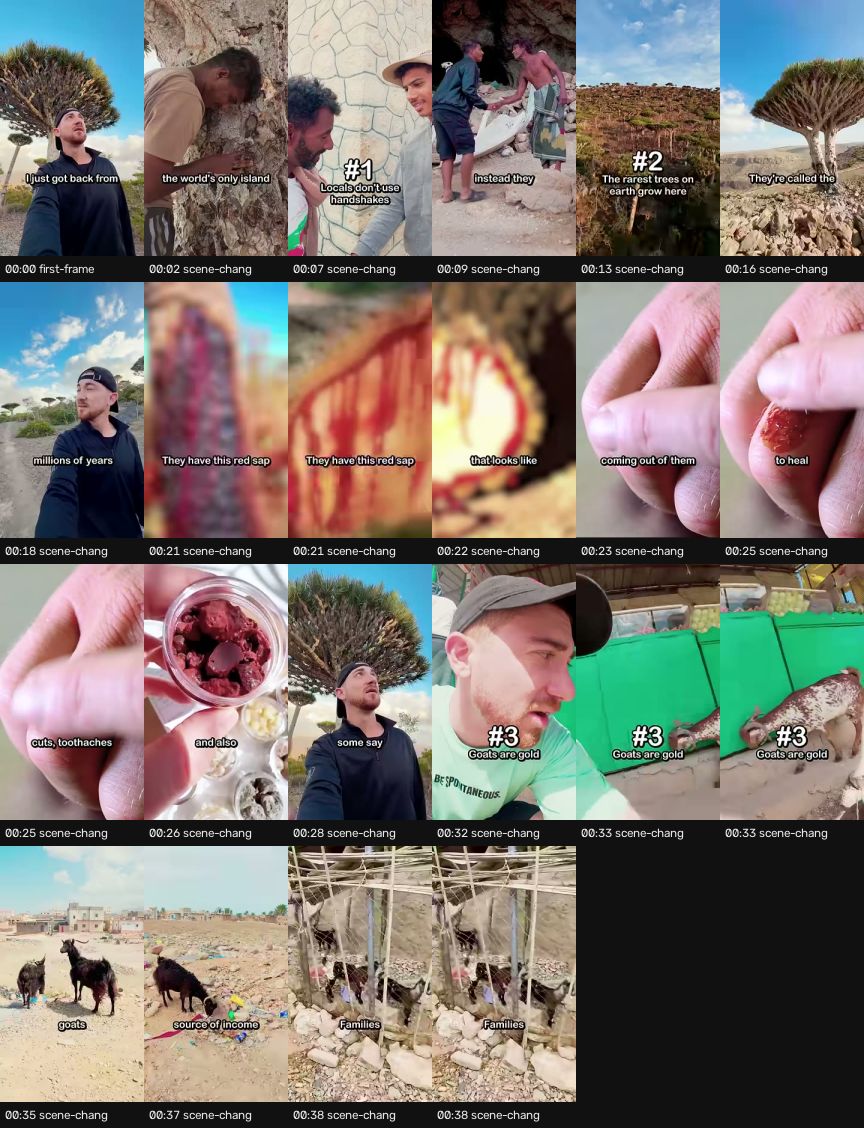 I just got back from
the world's only island
#1
Locals don't use
handshakes
instead they
#2
The rarest trees on
earth grow here
They're called the
00:00 first-frame
00:02 scene-chang
00:07 scene-chang
00:09 scene-chang
00:13 scene-chang
00:16 scene-chang
millions of years
They have this red sap
They have this red sap
that looks like
coming out of them
to heal
00:18 scene-chang
00:21 scene-chang
00:21 scene-chang
00:22 scene-chang
00:23 scene-chang
00:25 scene-chang
cuts, toothaches
and also
some say
#3
Goats are gold
BE SPONTANEOUS.
#3
Goats are gold
#3
Goats are gold
00:25 scene-chang
00:26 scene-chang
00:28 scene-chang
00:32 scene-chang
00:33 scene-chang
00:33 scene-chang
goats
source of income
Families
Families
00:35 scene-chang
00:37 scene-chang
00:38 scene-chang
00:38 scene-chang